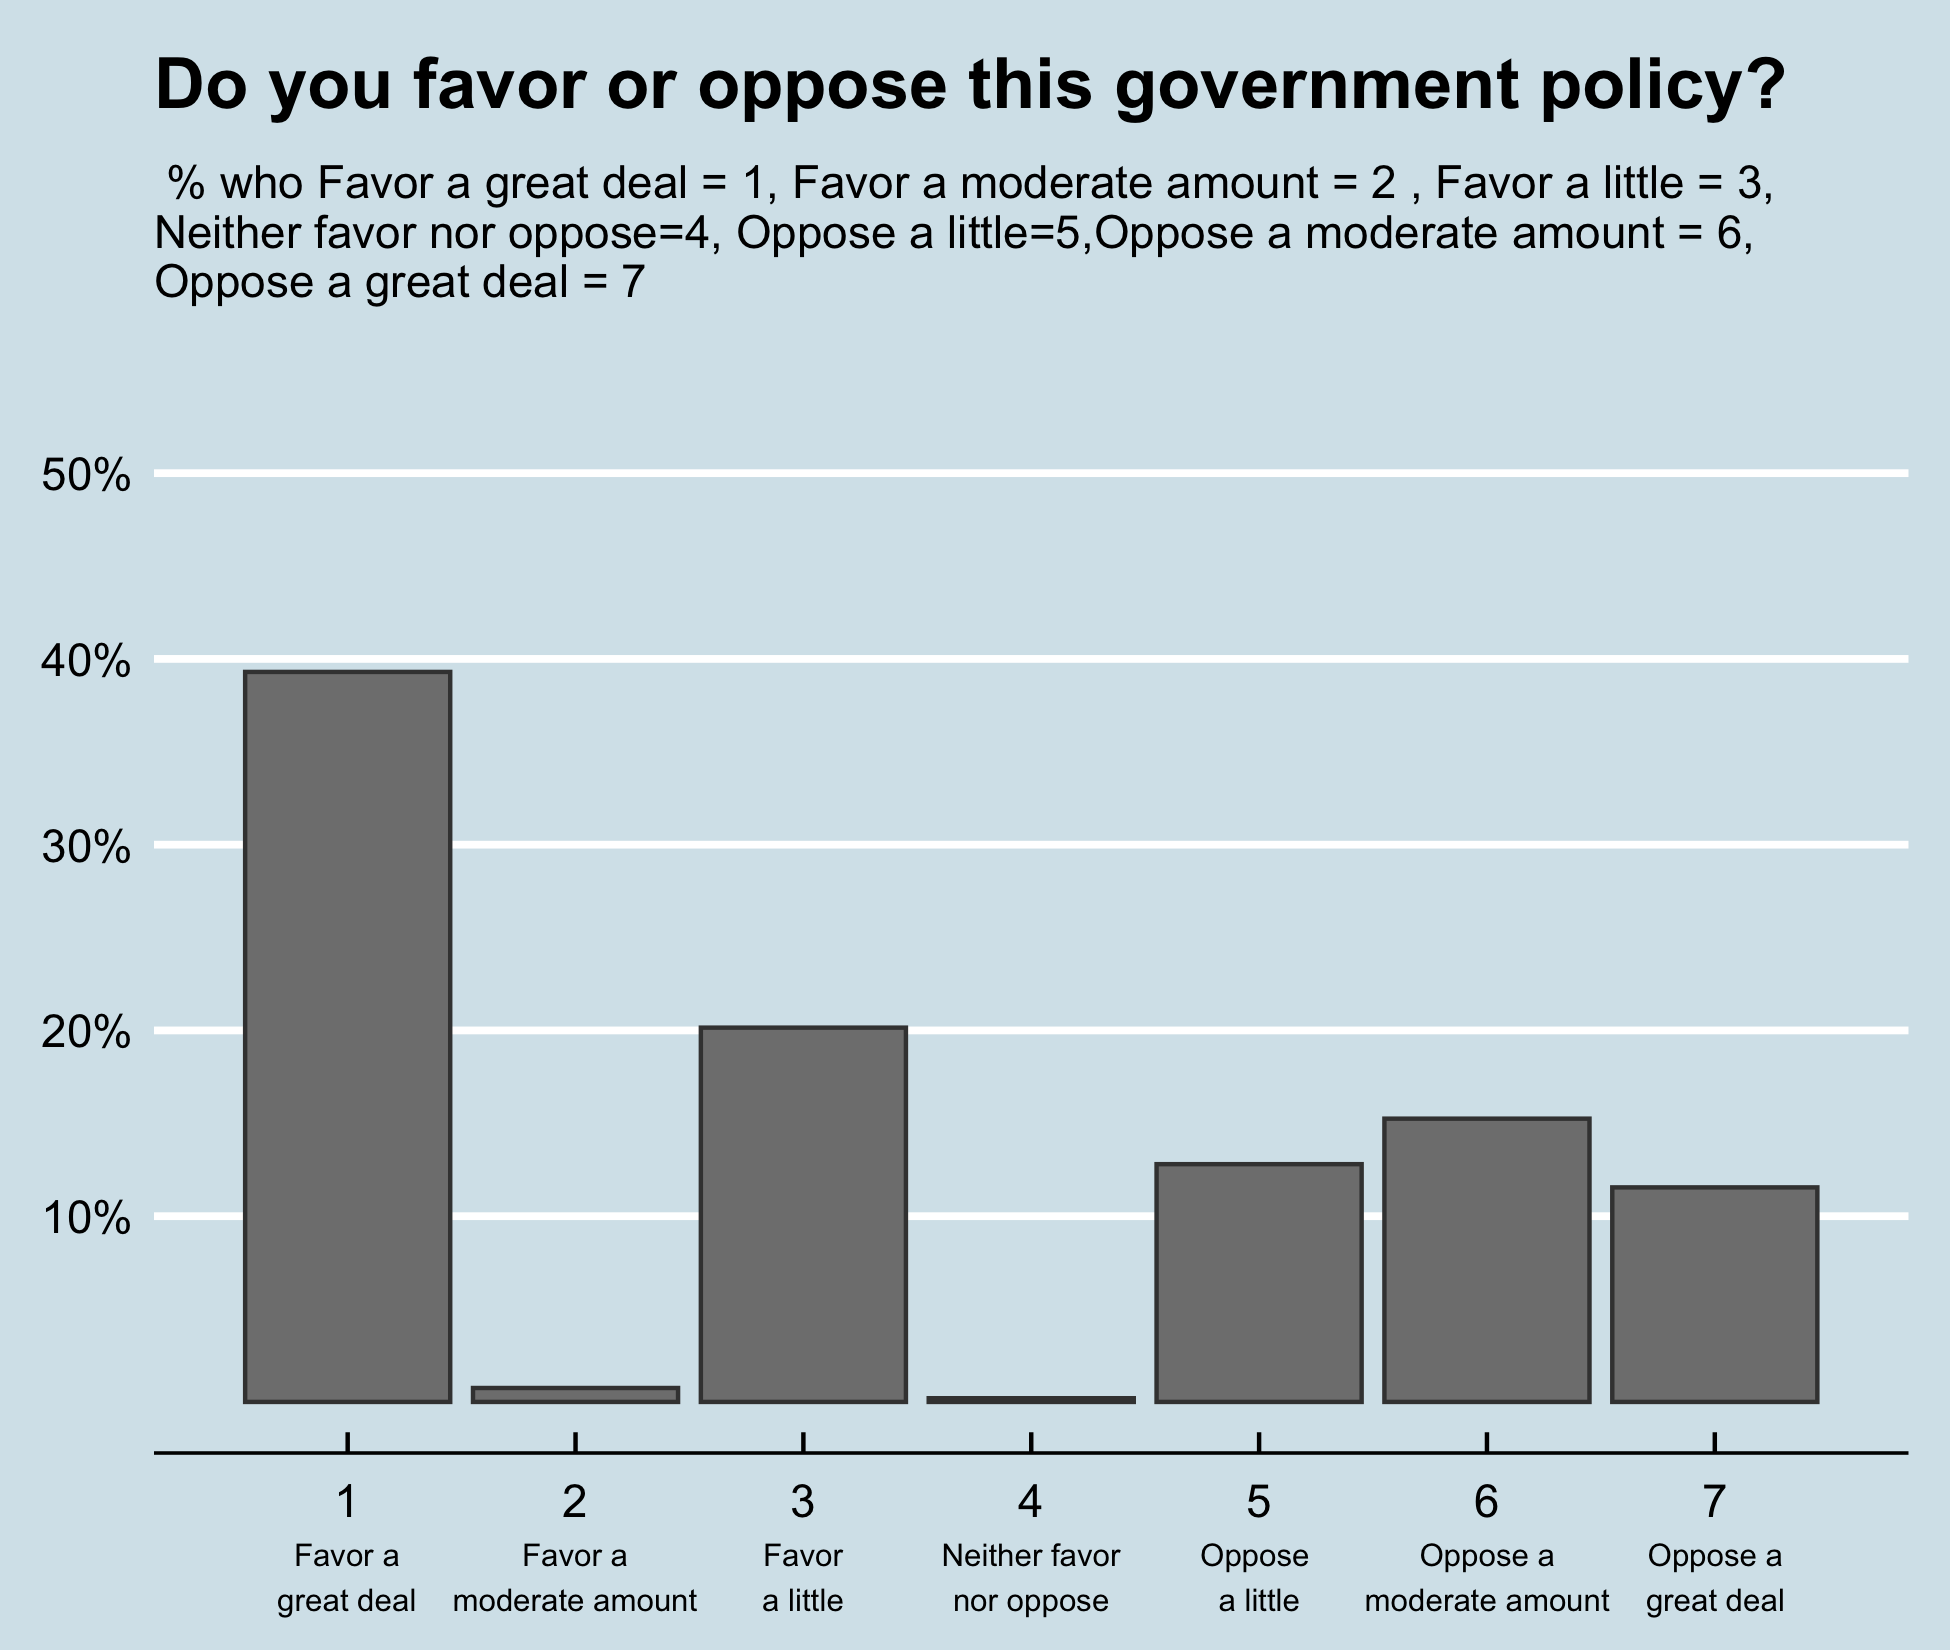 Do you favor or oppose this government policy?
% who Favor a great deal = 1, Favor a moderate amount = 2 , Favor a little = 3,
Neither favor nor oppose=4, Oppose a little=5,Oppose a moderate amount = 6,
Oppose a great deal = 7
50%
40%
30%
20%
10%
1 2 3 4 5 6 7
Favor a Favor a Favor Neither favor Oppose Oppose a Oppose a
great deal moderate amount a little nor oppose a little moderate amount great deal